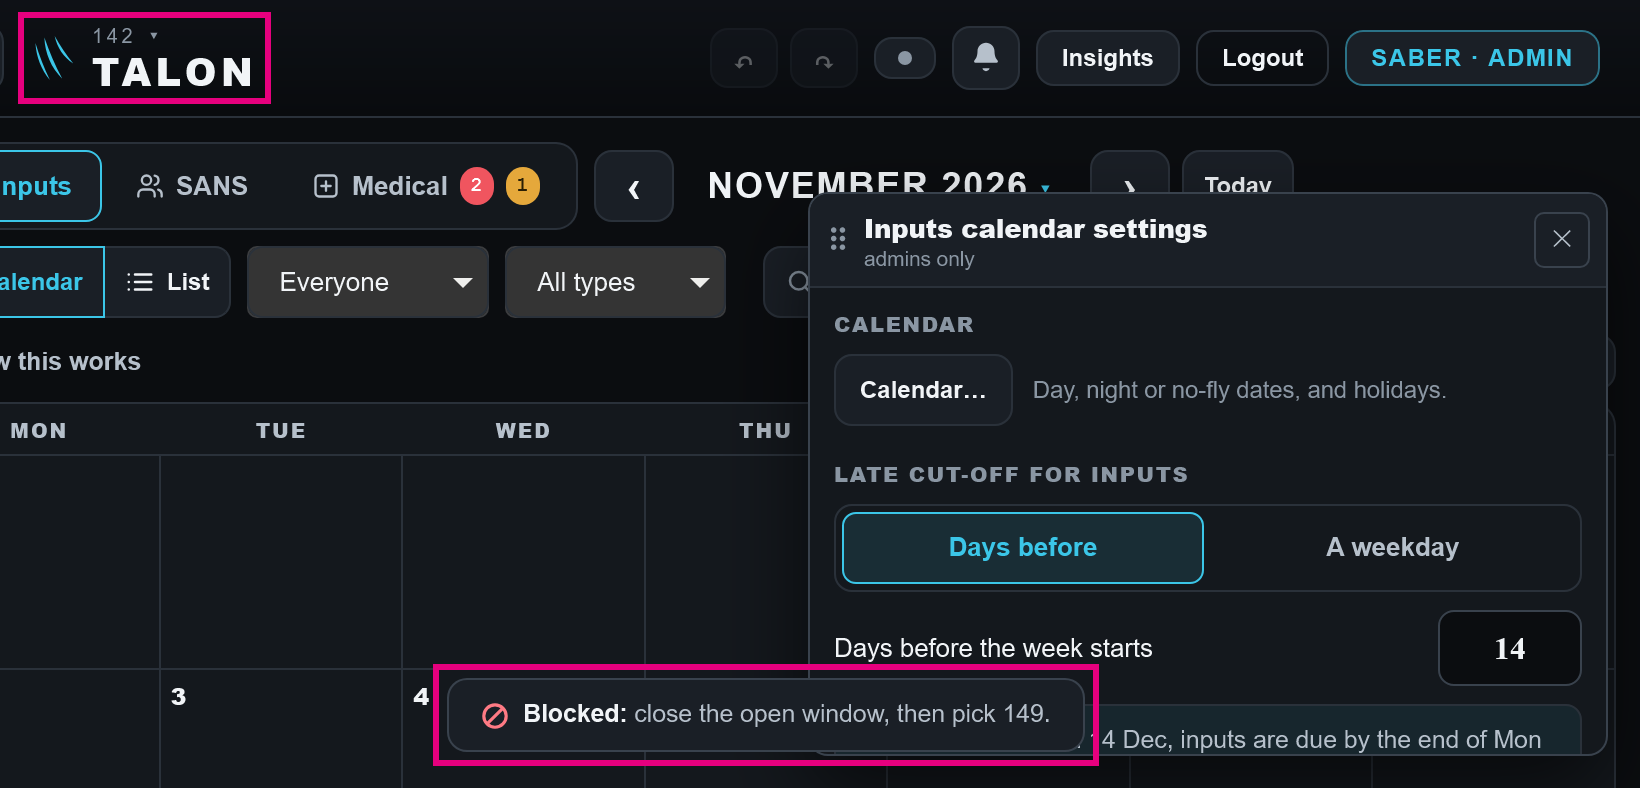 142
TALON
Insights
Logout
SABER · ADMIN
nputs
SANS
Medical
2
1
NOVEMBER 2026
Today
alendar
List
Everyone
All types
w this works
Inputs calendar settings
admins only
CALENDAR
Calendar...
Day, night or no-fly dates, and holidays.
LATE CUT-OFF FOR INPUTS
Days before
A weekday
Days before the week starts
14
MON
TUE
WED
THU
3
4
Blocked: close the open window, then pick 149.
14 Dec, inputs are due by the end of Mon